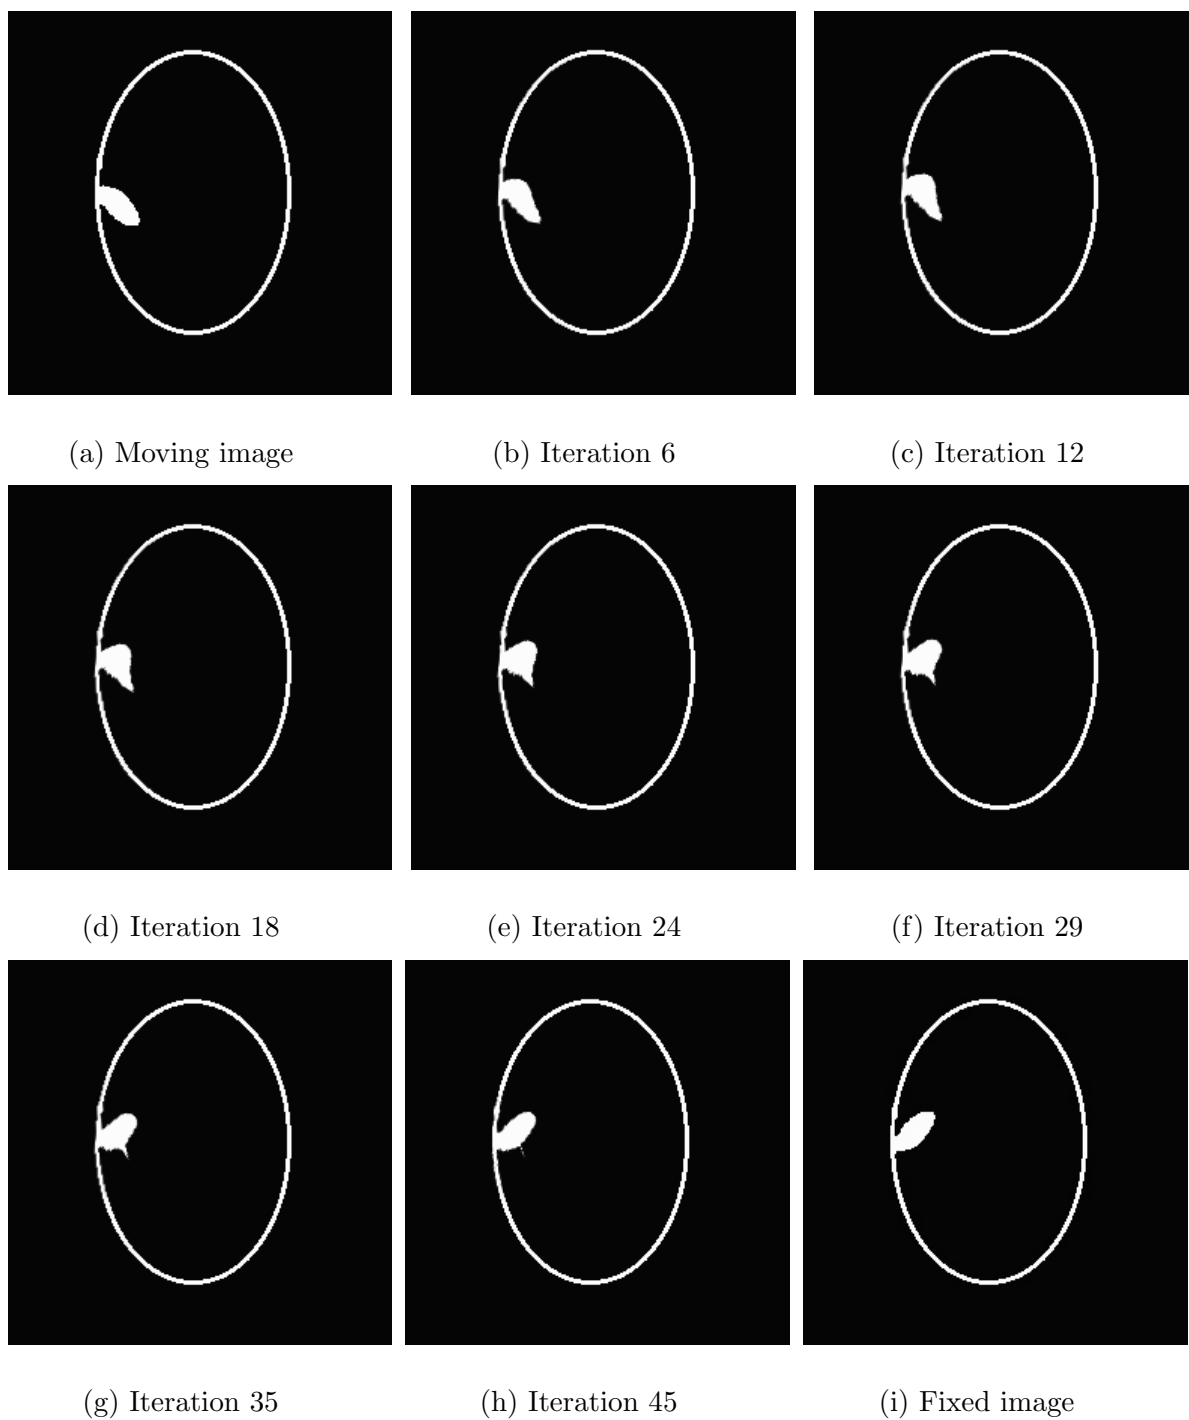 (a) Moving image
(b) Iteration 6
(c) Iteration 12
(d) Iteration 18
(e) Iteration 24
(f) Iteration 29
(g) Iteration 35
(h) Iteration 45
(i) Fixed image